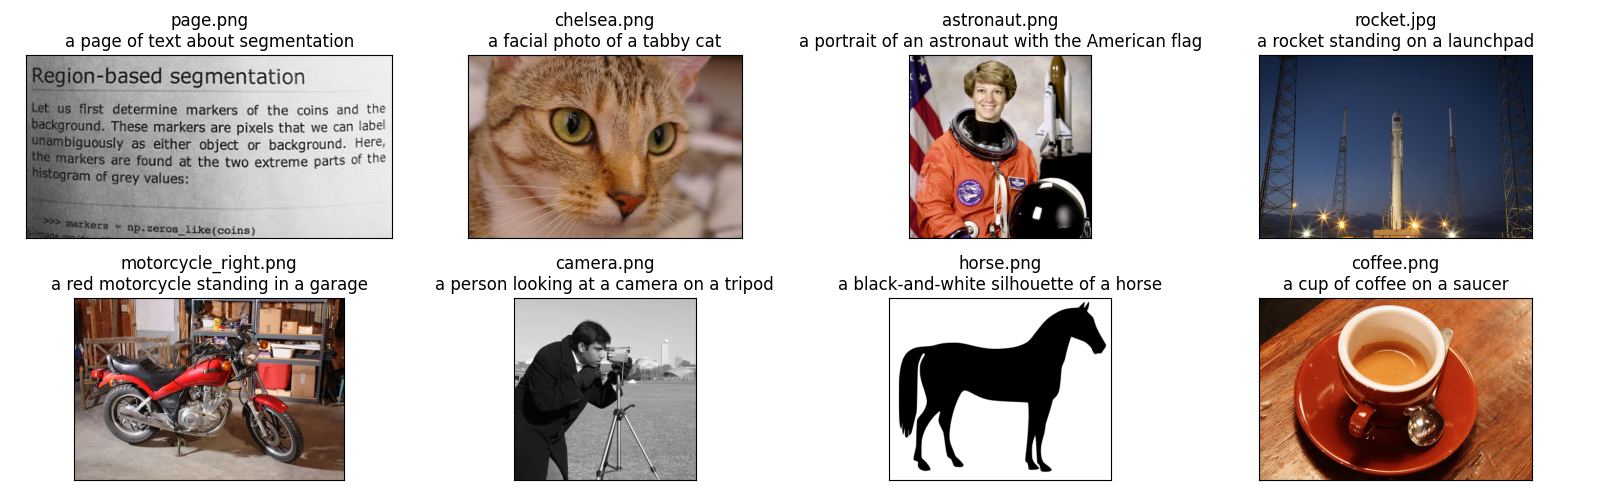 page.png
a page of text about segmentation
chelsea.png
a facial photo of a tabby cat
astronaut.png
a portrait of an astronaut with the American flag
rocket.jpg
a rocket standing on a launchpad
Region-based segmentation
Let us first determine markers of the coins and the
background. These markers are pixels that we can label
unambiguously as either object or background. Here,
the markers are found at the two extreme parts of the
histogram of grey values:
>>> markers = np.zeros_like(coins)
motorcycle_right.png
a red motorcycle standing in a garage
camera.png
a person looking at a camera on a tripod
horse.png
a black-and-white silhouette of a horse
coffee.png
a cup of coffee on a saucer